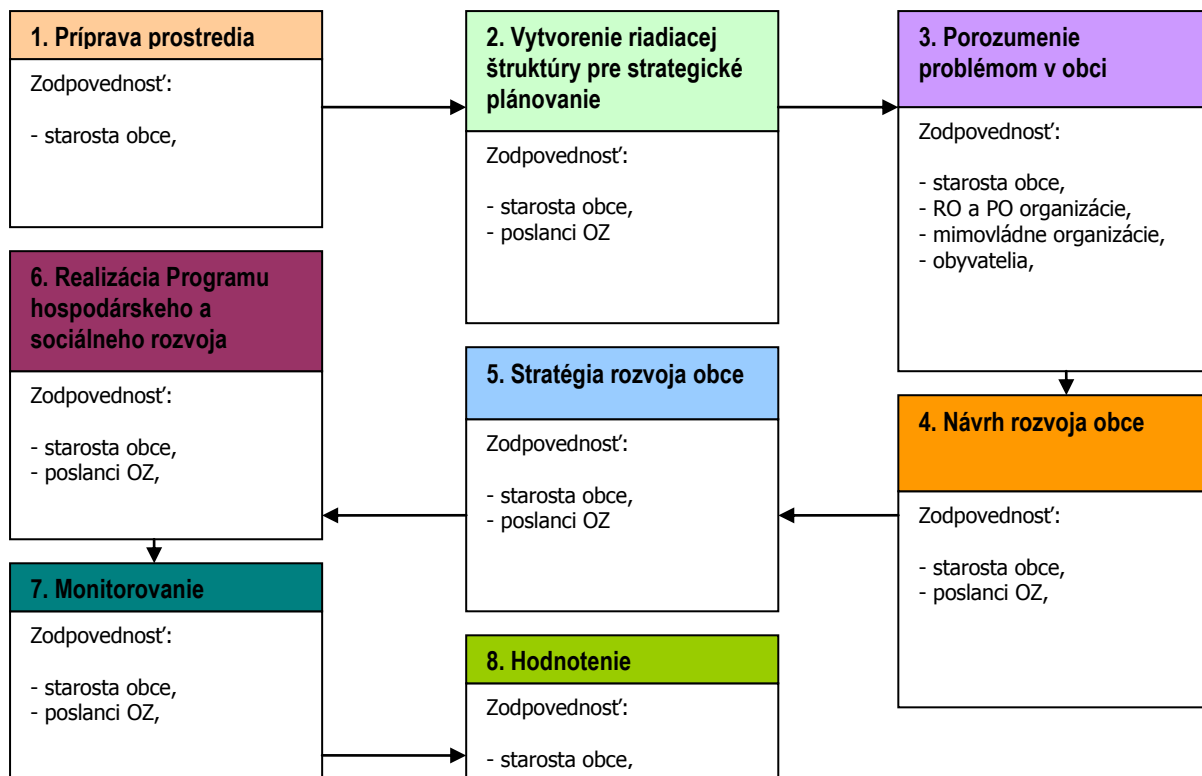 1. Príprava prostredia
Zodpovednosť:
- starosta obce,
2. Vytvorenie riadiacej
štruktúry pre strategické
plánovanie
Zodpovednosť:
- starosta obce,
- poslanci OZ
3. Porozumenie
problémom v obci
Zodpovednosť:
- starosta obce,
- RO a PO organizácie,
- mimovládne organizácie,
- obyvatelia,
4. Návrh rozvoja obce
Zodpovednosť:
- starosta obce,
- poslanci OZ,
5. Stratégia rozvoja obce
Zodpovednosť:
- starosta obce,
- poslanci OZ
6. Realizácia Programu
hospodárskeho a
sociálneho rozvoja
Zodpovednosť:
- starosta obce,
- poslanci OZ,
7. Monitorovanie
Zodpovednosť:
- starosta obce,
- poslanci OZ,
8. Hodnotenie
Zodpovednosť:
- starosta obce,